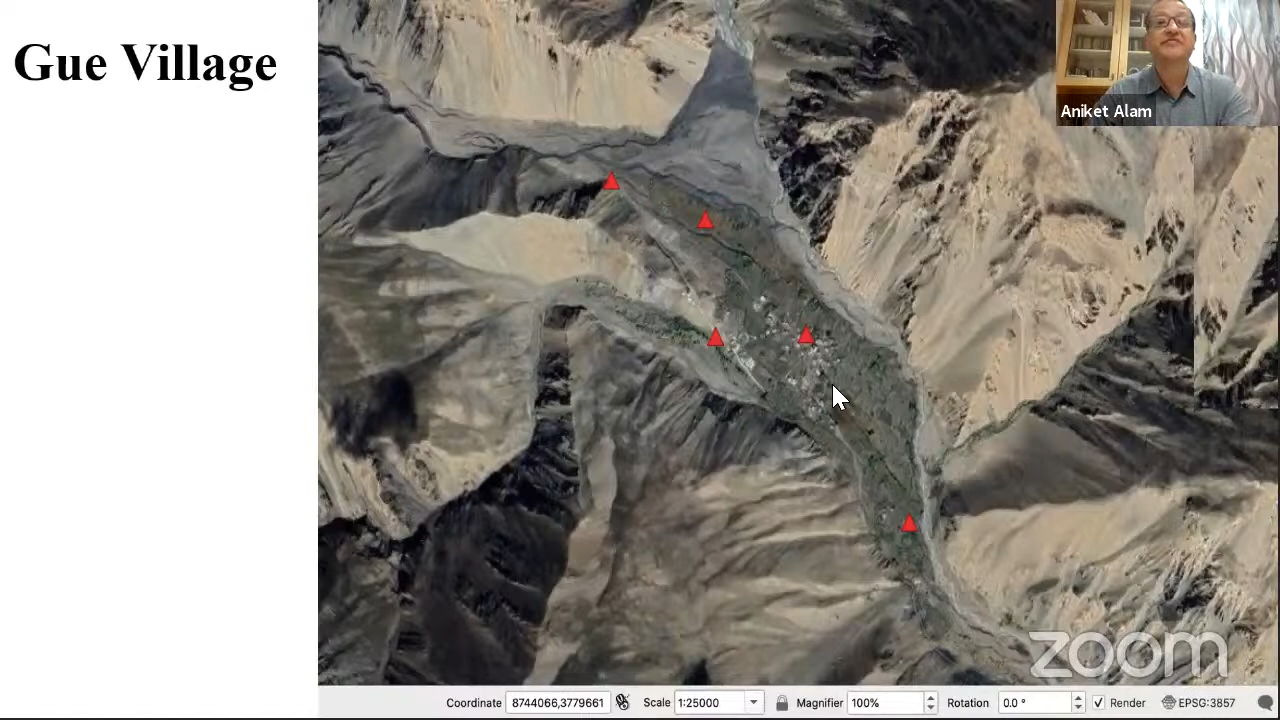 Gue Village
Aniket Alam
zoom
Coordinate 8744066,3779661 Scale 1:25000 Magnifier 100% Rotation 0.0 ° Render EPSG:3857